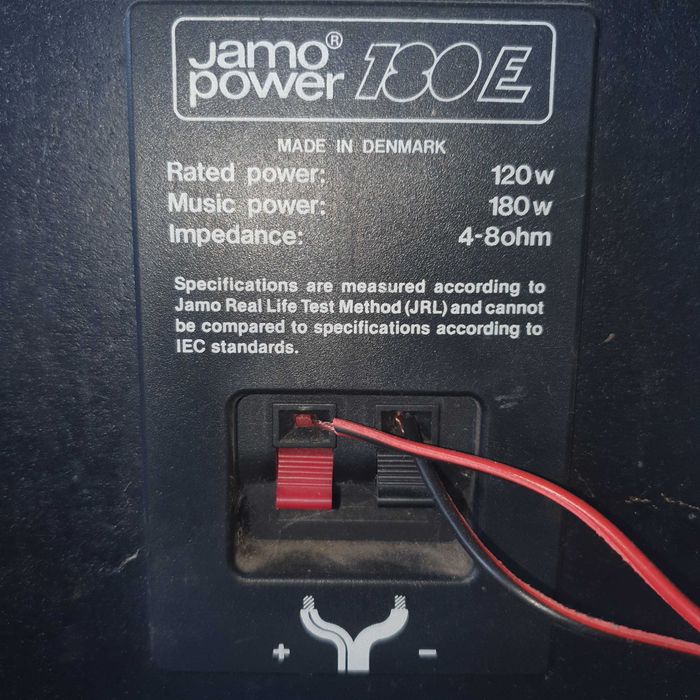 Jamo®
power 180E
MADE IN DENMARK
Rated power: 120w
Music power: 180w
Impedance: 4-8ohm
Specifications are measured according to
Jamo Real Life Test Method (JRL) and cannot
be compared to specifications according to
IEC standards.
+ -